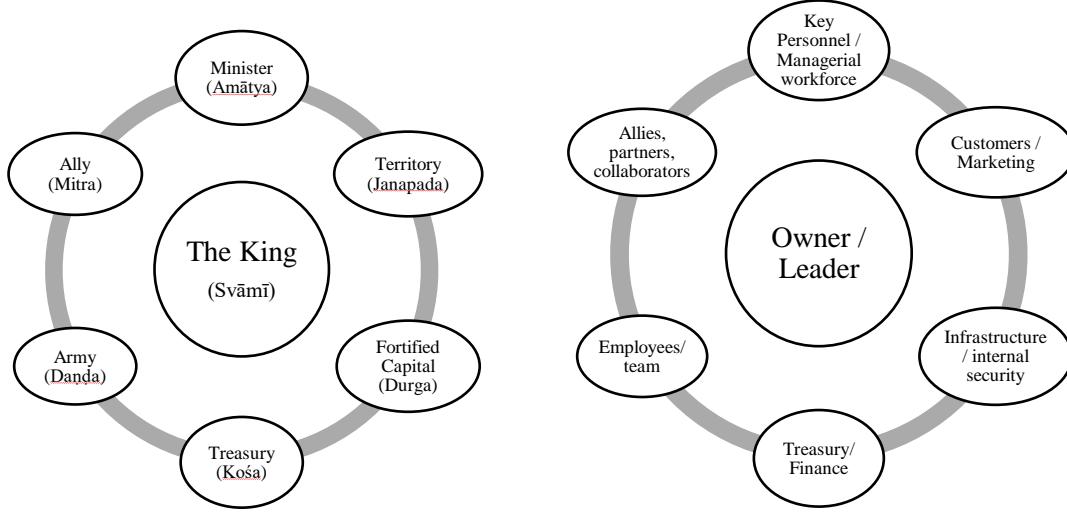 Minister
(Amātya)
Ally
(Mitra)
Territory
(Janapada)
The King
(Svāmī)
Army
(Daṇḍa)
Fortified
Capital
(Durga)
Treasury
(Kośa)
Key
Personnel /
Managerial
workforce
Allies,
partners,
collaborators
Customers /
Marketing
Owner /
Leader
Employees/
team
Infrastructure
/ internal
security
Treasury/
Finance